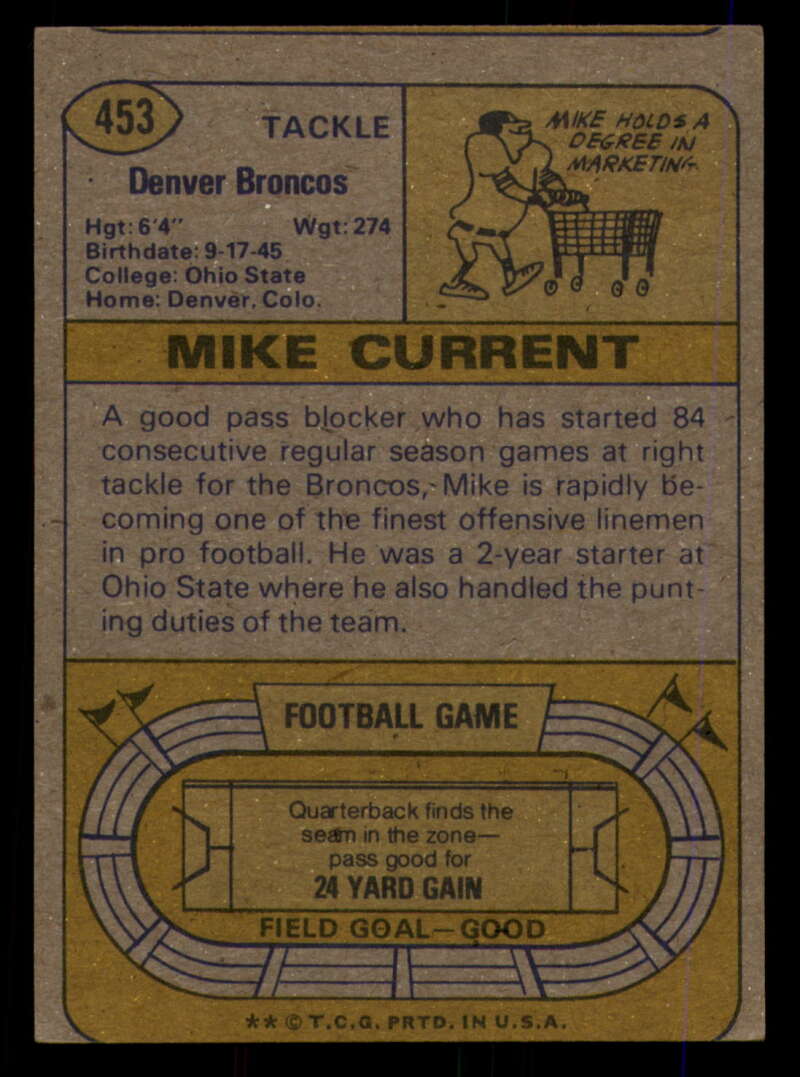 453
TACKLE
Denver Broncos
Hgt: 6'4" Wgt: 274
Birthdate: 9-17-45
College: Ohio State
Home: Denver, Colo.
MIKE HOLDS A
DEGREE IN
MARKETING
MIKE CURRENT
A good pass blocker who has started 84
consecutive regular season games at right
tackle for the Broncos, Mike is rapidly be-
coming one of the finest offensive linemen
in pro football. He was a 2-year starter at
Ohio State where he also handled the punt-
ing duties of the team.
FOOTBALL GAME
Quarterback finds the
seam in the zone—
pass good for
24 YARD GAIN
FIELD GOAL—GOOD
** © T.C.G. PRTD. IN U.S.A.